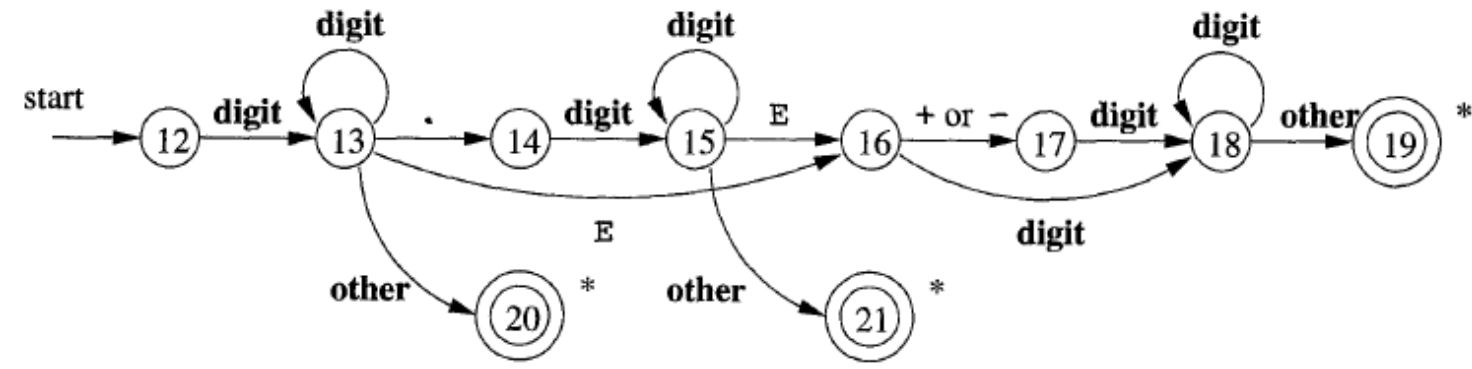 digit digit digit
start 12 digit 13 . 14 digit 15 E 16 + or - 17 digit 18 other 19 *
E digit
other 20 * other 21 *